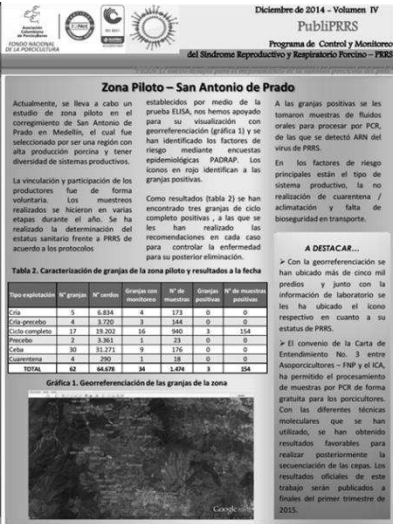 Diciembre de 2014 - Volumen IV
PubliPRRS
Asociación
Colombiana
de Porcicultores
FONDO NACIONAL
DE LA PORCICULTURA
Programa de Control y Monitoreo
del Síndrome Reproductivo y Respiratorio Porcino – PRRS
Zona Piloto – San Antonio de Prado
Actualmente, se lleva a cabo un
estudio de zona piloto en el
corregimiento de San Antonio de
Prado en Medellín, el cual fue
seleccionado por ser una región con
alta producción porcina y tener
diversidad de sistemas productivos.
La vinculación y participación de los
productores fue de forma
voluntaria. Los muestreos
realizados se hicieron en varias
etapas durante el año. Se ha
realizado la determinación del
estatus sanitario frente a PRRS de
acuerdo a los protocolos
establecidos por medio de la
prueba ELISA, nos hemos apoyado
para su visualización con
georreferenciación (gráfica 1) y se
han identificado los factores de
riesgo mediante encuestas
epidemiológicas PADRAP. Los
íconos en rojo identifican a las
granjas positivas.
Como resultados (tabla 2) se han
encontrado tres granjas de ciclo
completo positivas , a las que se
les han realizado las
recomendaciones en cada caso
para controlar la enfermedad
para su posterior eliminación.
A las granjas positivas se les
tomaron muestras de fluidos
orales para procesar por PCR,
de las que se detectó ARN del
virus de PRRS.
En los factores de riesgo
principales están el tipo de
sistema productivo, la no
realización de cuarentena /
aclimatación y falta de
bioseguridad en transporte.
Tabla 2. Caracterización de granjas de la zona piloto y resultados a la fecha
Tipo explotación N° granjas N° cerdos Granjas con monitoreo N° de muestras Granjas positivas N° de muestras positivas
Cría 5 6.834 4 173 0 0
Cría-precebo 4 3.720 3 144 0 0
Ciclo completo 17 19.202 16 940 3 154
Precebo 2 3.361 1 23 0 0
Ceba 30 31.271 9 176 0 0
Cuarentena 4 290 1 18 0 0
TOTAL 62 64.678 34 1.474 3 154
Gráfica 1. Georreferenciación de las granjas de la zona
Google
A DESTACAR...
➢ Con la georreferenciación se
han ubicado más de cinco mil
predios y junto con la
información de laboratorio se
les ha ubicado el icono
respectivo en cuanto a su
estatus de PRRS.
➢ El convenio de la Carta de
Entendimiento No. 3 entre
Asoporcicultores – FNP y el ICA,
ha permitido el procesamiento
de muestras por PCR de forma
gratuita para los porcicultores.
Con las diferentes técnicas
moleculares que se han
utilizado, se han obtenido
resultados favorables para
realizar posteriormente la
secuenciación de las cepas. Los
resultados oficiales de este
trabajo serán publicados a
finales del primer trimestre de
2015.